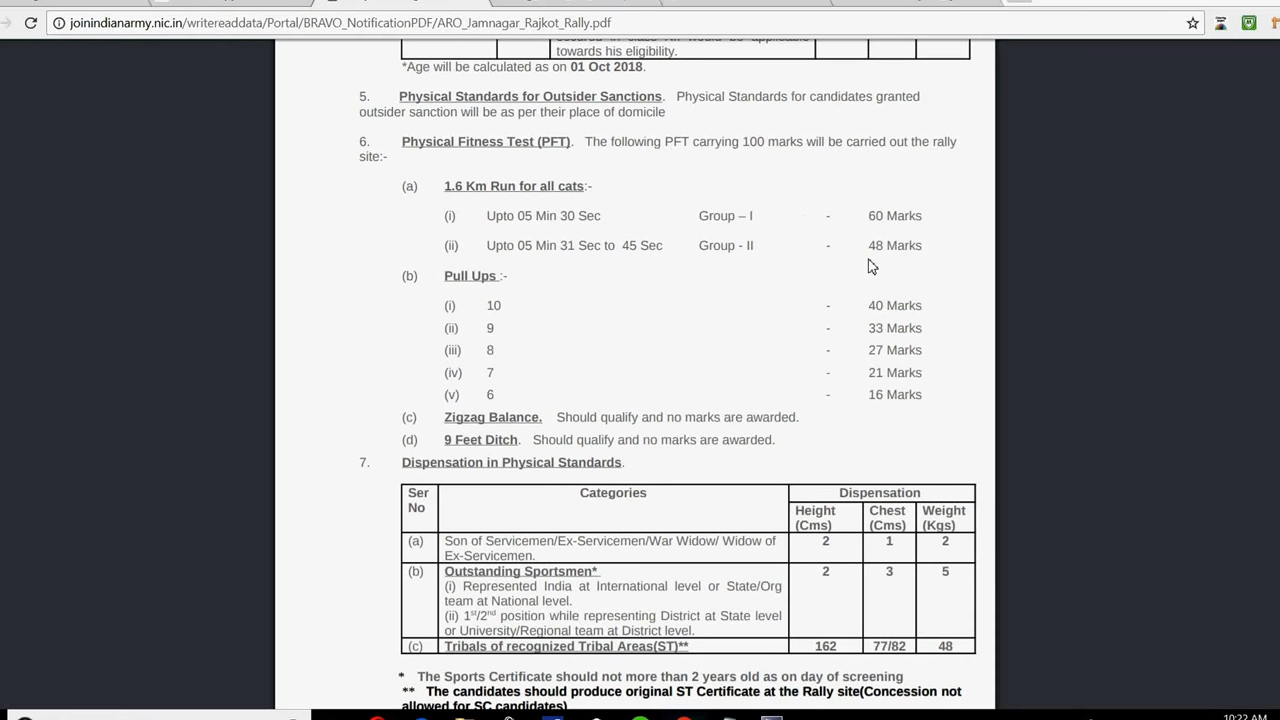 joinindianarmy.nic.in/writereaddata/Portal/BRAVO_NotificationPDF/ARO_Jamnagar_Rajkot_Rally.pdf
towards his eligibility.
*Age will be calculated as on 01 Oct 2018.
5. Physical Standards for Outsider Sanctions. Physical Standards for candidates granted
outsider sanction will be as per their place of domicile
6. Physical Fitness Test (PFT). The following PFT carrying 100 marks will be carried out the rally
site:-
(a) 1.6 Km Run for all cats:-
(i) Upto 05 Min 30 Sec Group – I - 60 Marks
(ii) Upto 05 Min 31 Sec to 45 Sec Group - II - 48 Marks
(b) Pull Ups :-
(i) 10 - 40 Marks
(ii) 9 - 33 Marks
(iii) 8 - 27 Marks
(iv) 7 - 21 Marks
(v) 6 - 16 Marks
(c) Zigzag Balance. Should qualify and no marks are awarded.
(d) 9 Feet Ditch. Should qualify and no marks are awarded.
7. Dispensation in Physical Standards.
Ser No Categories Dispensation
Height (Cms) Chest (Cms) Weight (Kgs)
(a) Son of Servicemen/Ex-Servicemen/War Widow/ Widow of 2 1 2
Ex-Servicemen.
(b) Outstanding Sportsmen* 2 3 5
(i) Represented India at International level or State/Org
team at National level.
(ii) 1st/2nd position while representing District at State level
or University/Regional team at District level.
(c) Tribals of recognized Tribal Areas(ST)** 162 77/82 48
* The Sports Certificate should not more than 2 years old as on day of screening
** The candidates should produce original ST Certificate at the Rally site(Concession not
allowed for SC candidates)
10:22 AM